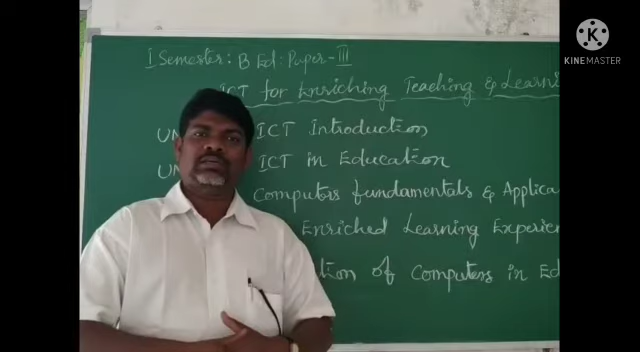 I Semester: B Ed: Paper-III
ICT for Enriching Teaching & Learni
UN ICT Introduction
UN ICT in Education
Computers fundamentals & Applica
Enriched Learning Experien
tion of Computers in Ed
K
KINEMASTER